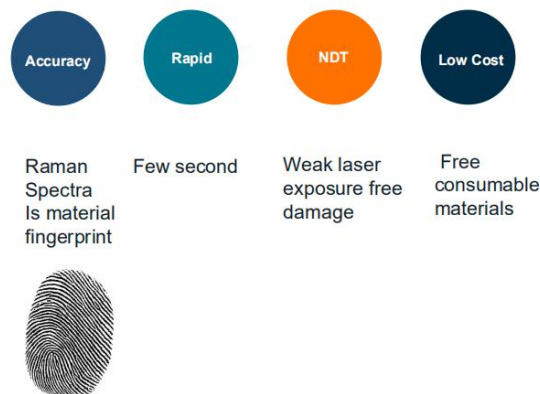 Accuracy
Rapid
NDT
Low Cost
Raman
Spectra
Is material
fingerprint
Few second
Weak laser
exposure free
damage
Free
consumable
materials